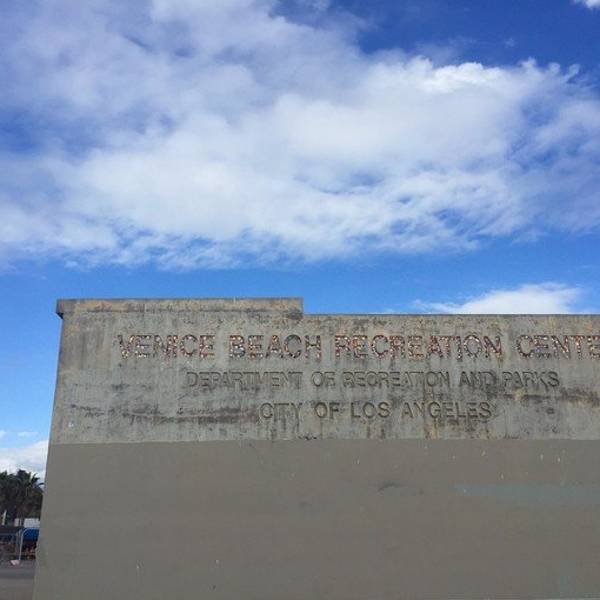 VENICE BEACH RECREATION CENTE
DEPARTMENT OF RECREATION AND PARKS
CITY OF LOS ANGELES